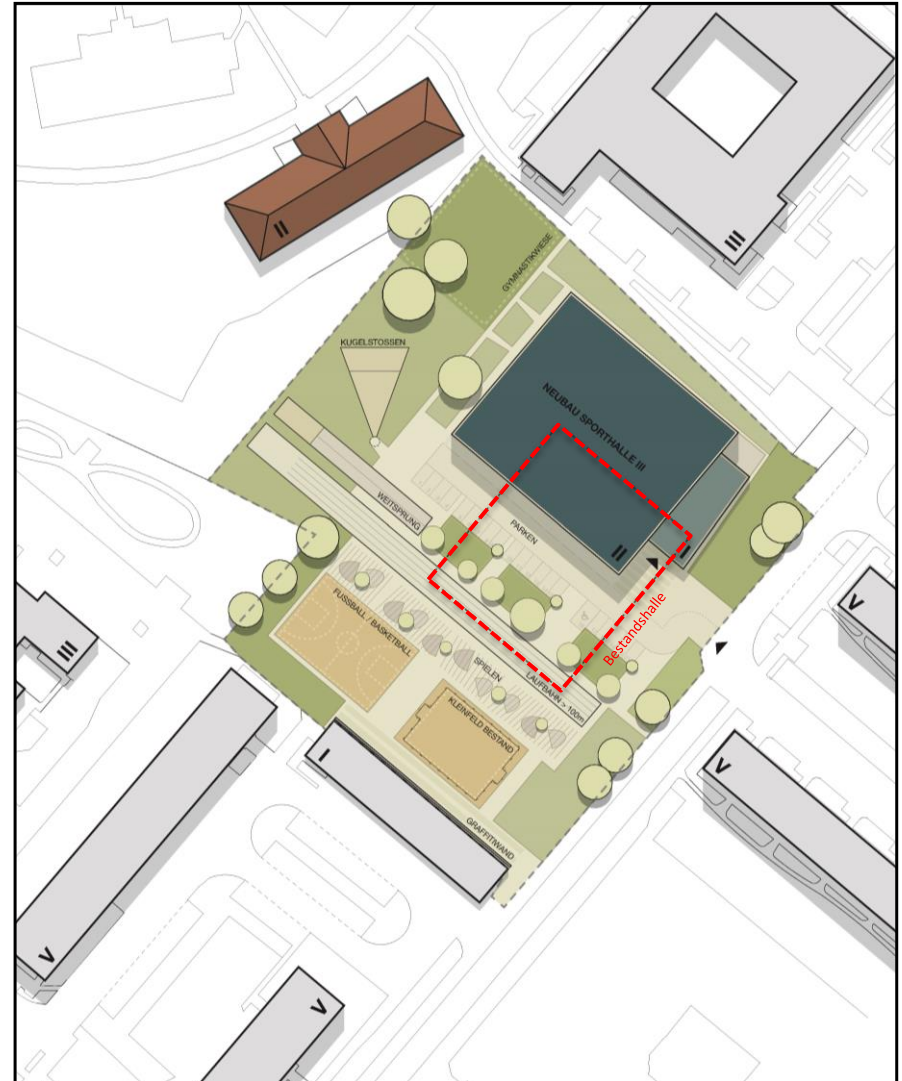 II
III
GYMNASTIKWIESE
KUGELSTOSSEN
NEUBAU SPORTHALLE III
WEITSPRUNG
PARKEN
II
I
Bestandshalle
V
III
FUSSBALL / BASKETBALL
SPIELEN
LAUFBAHN > 100m
KLEINFELD BESTAND
I
V
GRAFFITIWAND
V
V